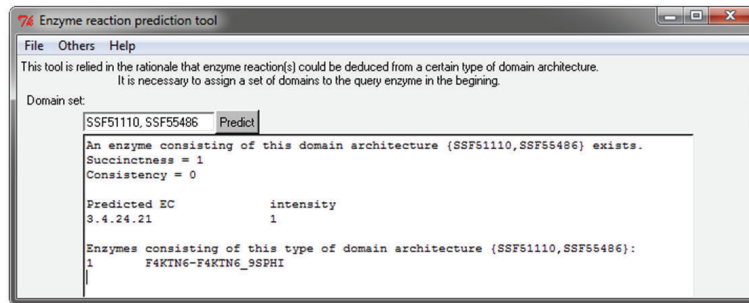 Enzyme reaction prediction tool
File Others Help
This tool is relied in the rationale that enzyme reaction(s) could be deduced from a certain type of domain architecture.
It is necessary to assign a set of domains to the query enzyme in the begining.
Domain set:
SSF51110, SSF55486 Predict
An enzyme consisting of this domain architecture {SSF51110,SSF55486} exists.
Succinctness = 1
Consistency = 0
Predicted EC intensity
3.4.24.21 1
Enzymes consisting of this type of domain architecture {SSF51110,SSF55486}:
1 F4KTN6-F4KTN6_9SPHI